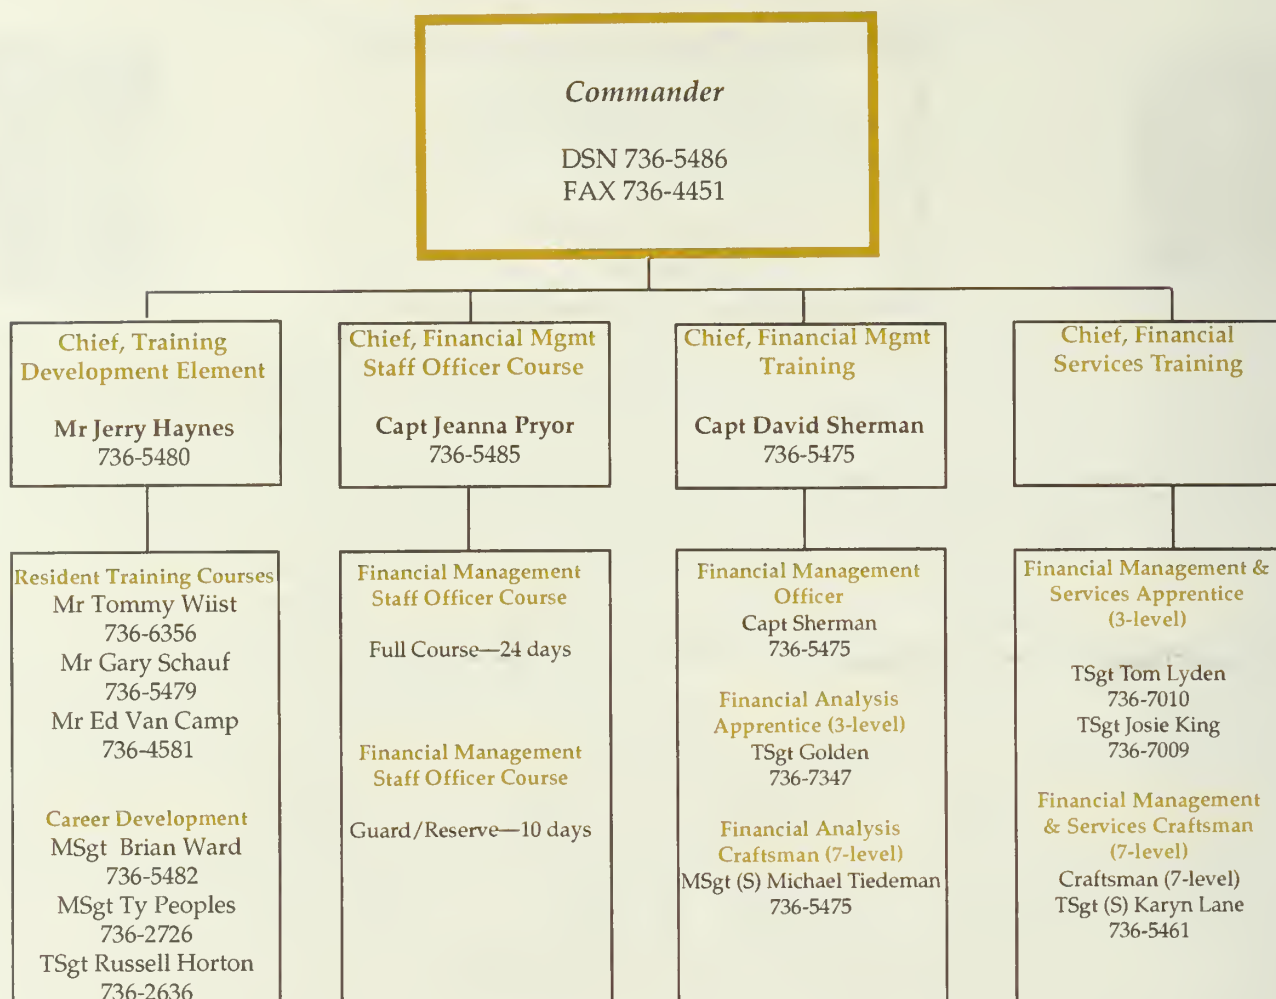 Commander
DSN 736-5486
FAX 736-4451
Chief, Training
Development Element
Mr Jerry Haynes
736-5480
Chief, Financial Mgmt
Staff Officer Course
Capt Jeanna Pryor
736-5485
Chief, Financial Mgmt
Training
Capt David Sherman
736-5475
Chief, Financial
Services Training
Resident Training Courses
Mr Tommy Wiist
736-6356
Mr Gary Schauf
736-5479
Mr Ed Van Camp
736-4581
Career Development
MSgt Brian Ward
736-5482
MSgt Ty Peoples
736-2726
TSgt Russell Horton
736-2636
Financial Management
Staff Officer Course
Full Course—24 days
Financial Management
Staff Officer Course
Guard/Reserve—10 days
Financial Management
Officer
Capt Sherman
736-5475
Financial Analysis
Apprentice (3-level)
TSgt Golden
736-7347
Financial Analysis
Craftsman (7-level)
MSgt (S) Michael Tiedeman
736-5475
Financial Management &
Services Apprentice
(3-level)
TSgt Tom Lyden
736-7010
TSgt Josie King
736-7009
Financial Management
& Services Craftsman
(7-level)
Craftsman (7-level)
TSgt (S) Karyn Lane
736-5461